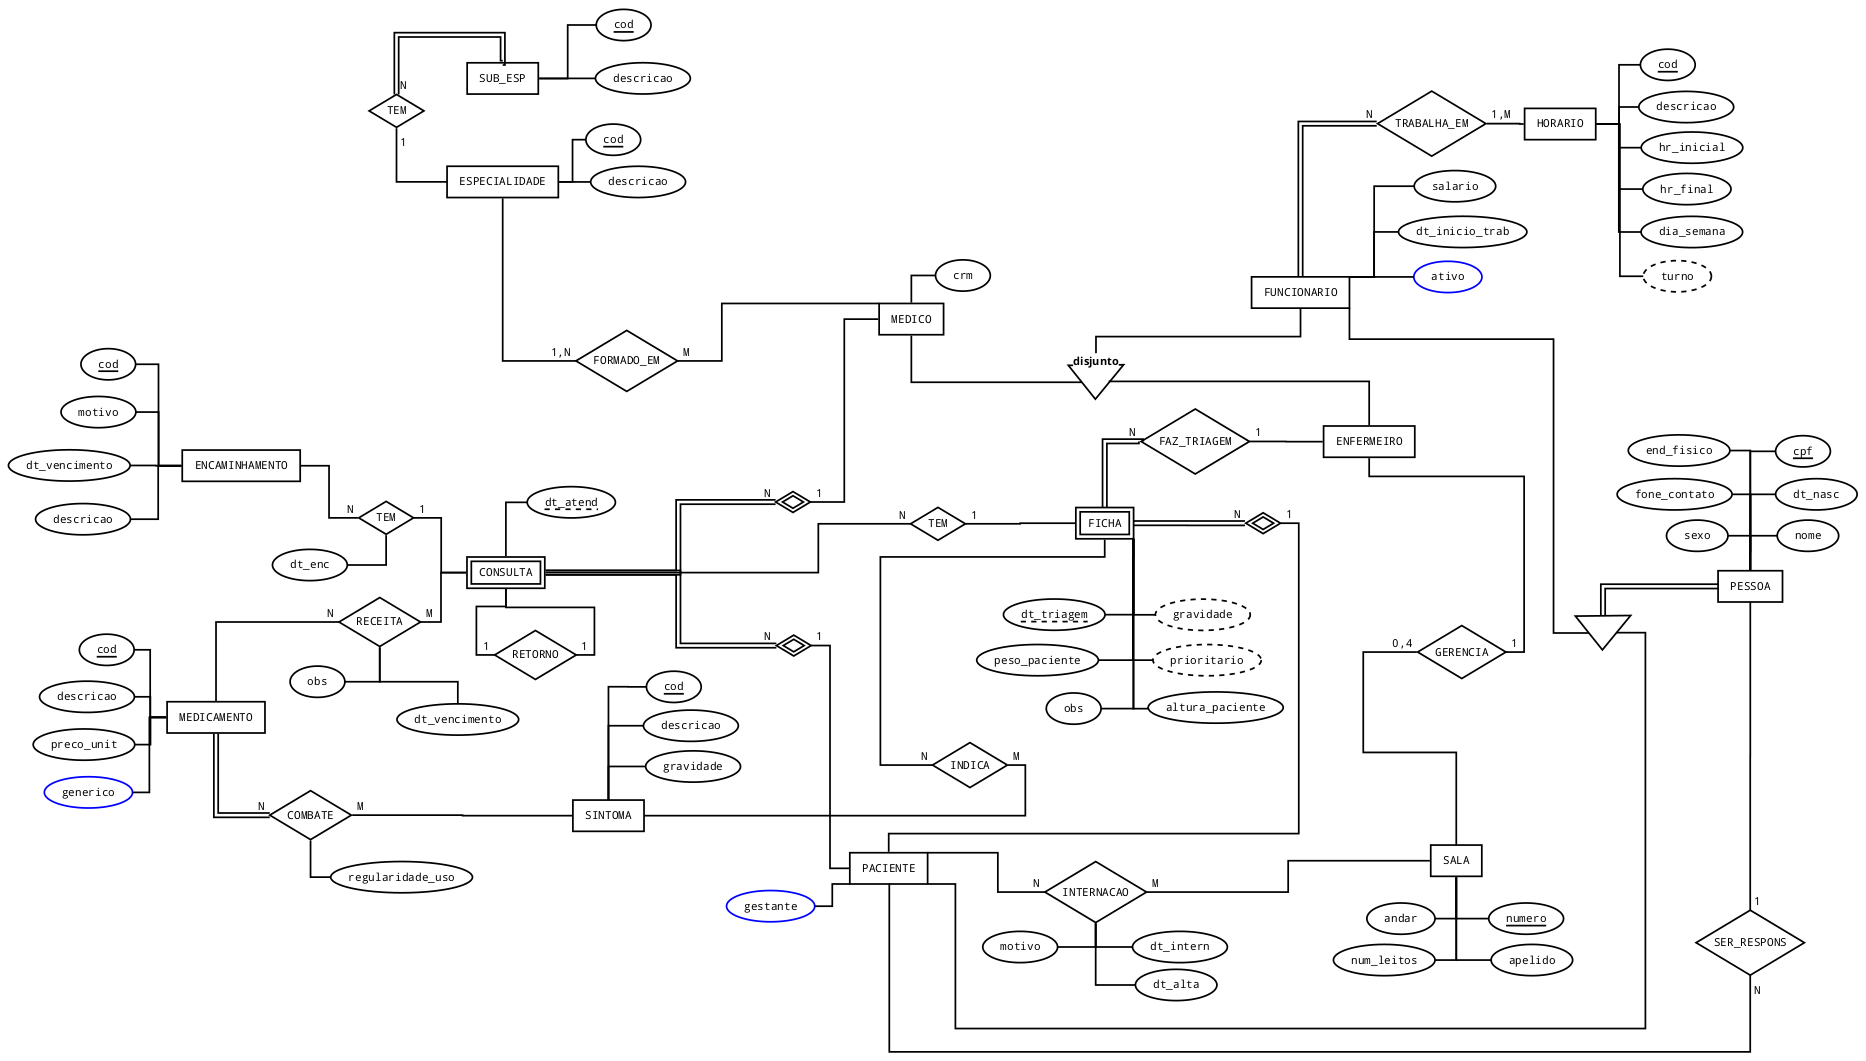 cod
SUB_ESP
descricao
N
TEM
1
cod
ESPECIALIDADE
descricao
cod
descricao
N
TRABALHA_EM
1,M
HORARIO
hr_inicial
hr_final
dia_semana
turno
salario
dt_inicio_trab
ativo
FUNCIONARIO
crm
MEDICO
1,N
FORMADO_EM
M
disjunto
cod
motivo
dt_vencimento
ENCAMINHAMENTO
descricao
N
TEM
1
dt_enc
dt_atend
CONSULTA
N
1
N
TEM
1
FICHA
N
1
N
FAZ_TRIAGEM
1
ENFERMEIRO
end_fisico
cpf
fone_contato
dt_nasc
sexo
nome
PESSOA
N
RECEITA
M
1
RETORNO
1
N
1
obs
dt_vencimento
dt_triagem
gravidade
peso_paciente
prioritario
obs
altura_paciente
0,4
GERENCIA
1
cod
descricao
MEDICAMENTO
preco_unit
generico
cod
descricao
gravidade
SINTOMA
N
COMBATE
M
regularidade_uso
N
INDICA
M
PACIENTE
gestante
N
INTERNACAO
M
motivo
dt_intern
dt_alta
SALA
andar
numero
num_leitos
apelido
1
SER_RESPONS
N